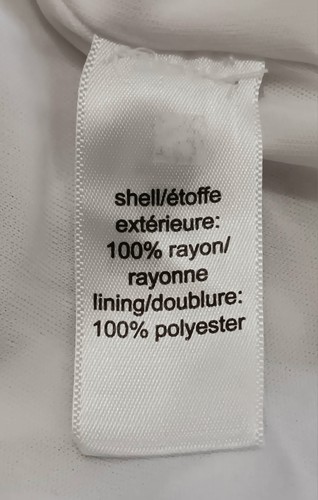 shell/étoffe
extérieure:
100% rayon/
rayonne
lining/doublure:
100% polyester